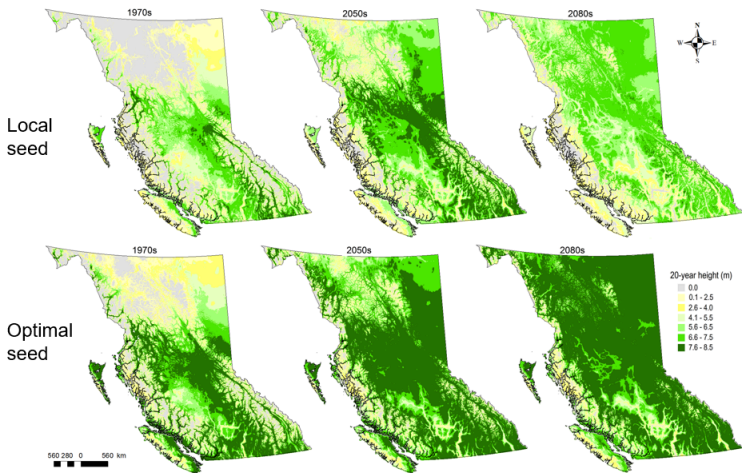 1970s
2050s
2080s
N
W
E
S
Local
seed
1970s
2050s
2080s
Optimal
seed
20-year height (m)
0.0
0.1 - 2.5
2.6 - 4.0
4.1 - 5.5
5.6 - 6.5
6.6 - 7.5
7.6 - 8.5
560 280 0 560 km